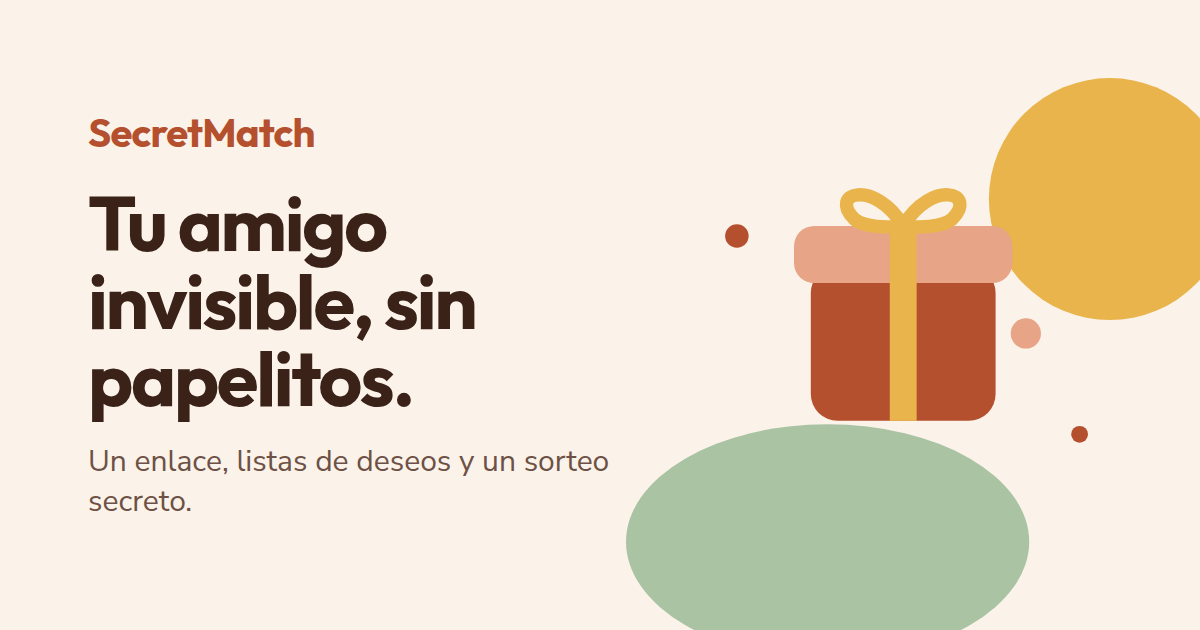 SecretMatch
Tu amigo
invisible, sin
papelitos.
Un enlace, listas de deseos y un sorteo
secreto.